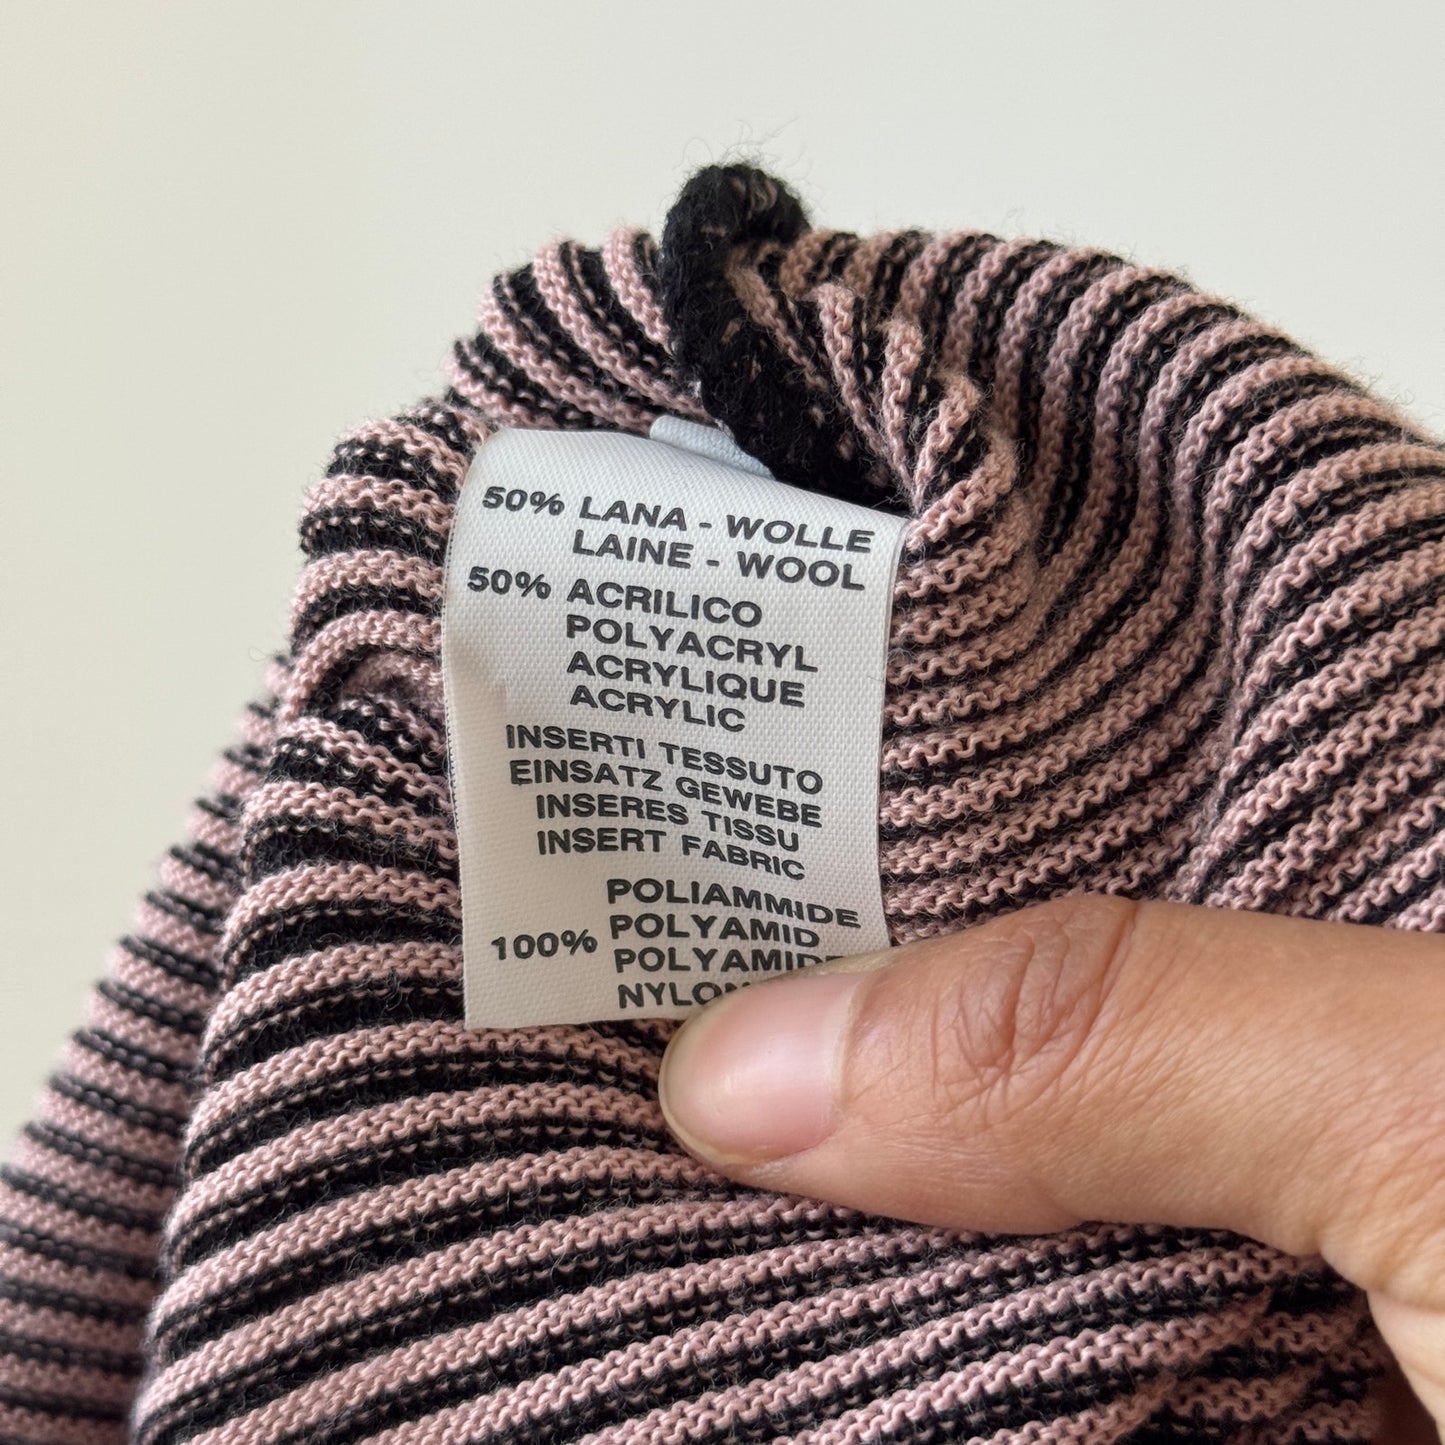 50% LANA - WOLLE
LAINE - WOOL
50% ACRILICO
POLYACRYL
ACRYLIQUE
ACRYLIC
INSERTI TESSUTO
EINSATZ GEWEBE
INSERES TISSU
INSERT FABRIC
POLIAMMIDE
100% POLYAMID
POLYAMIDE
NYLON